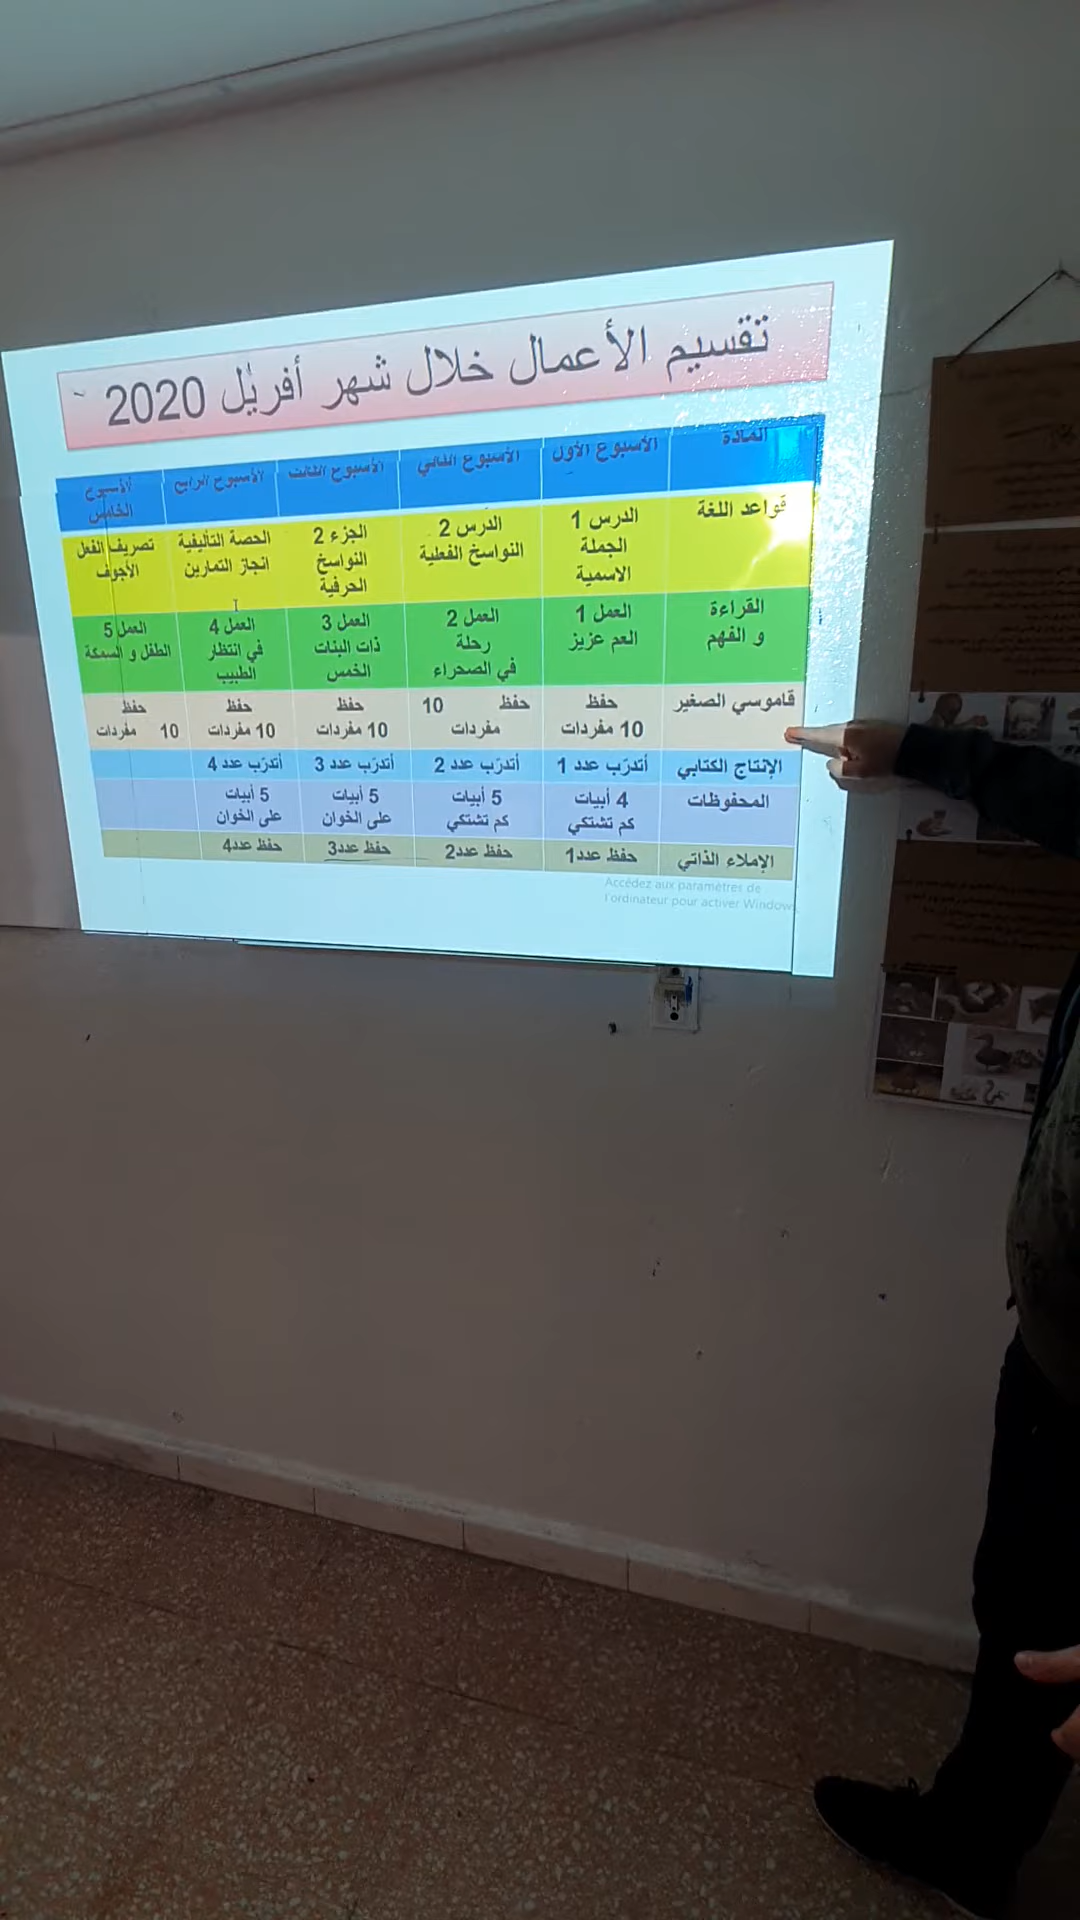 تقسيم الأعمال خلال شهر أفريل 2020
المادة
الأسبوع الأول
الأسبوع الثاني
الأسبوع الثالث
الأسبوع الرابع
الأسبوع
الخامس
قواعد اللغة
الدرس 1
الجملة
الاسمية
الدرس 2
النواسخ الفعلية
الجزء 2
النواسخ
الحرفية
الحصة التأليفية
انجاز التمارين
تصريف الفعل
الأجوف
القراءة
و الفهم
العمل 1
العم عزيز
العمل 2
رحلة
في الصحراء
العمل 3
ذات البنات
الخمس
العمل 4
في انتظار
الطبيب
العمل 5
الطفل و السمكة
قاموسي الصغير
حفظ
10 مفردات
حفظ 10
مفردات
حفظ
10 مفردات
حفظ
10 مفردات
حفظ
10 مفردات
الإنتاج الكتابي
أتدرّب عدد 1
أتدرّب عدد 2
أتدرّب عدد 3
أتدرّب عدد 4
المحفوظات
4 أبيات
كم تشتكي
5 أبيات
كم تشتكي
5 أبيات
على الخوان
5 أبيات
على الخوان
الإملاء الذاتي
حفظ عدد1
حفظ عدد2
حفظ عدد3
حفظ عدد4
Accédez aux paramètres de
l'ordinateur pour activer Windows.